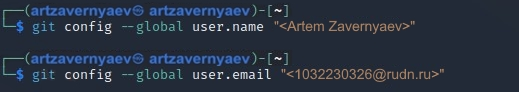 (artzavernyaev㉿ artzavernyaev)-[~]
$ git config --global user.name "<Artem Zavernyaev>"
(artzavernyaev㉿ artzavernyaev)-[~]
$ git config --global user.email "<1032230326@rudn.ru>"